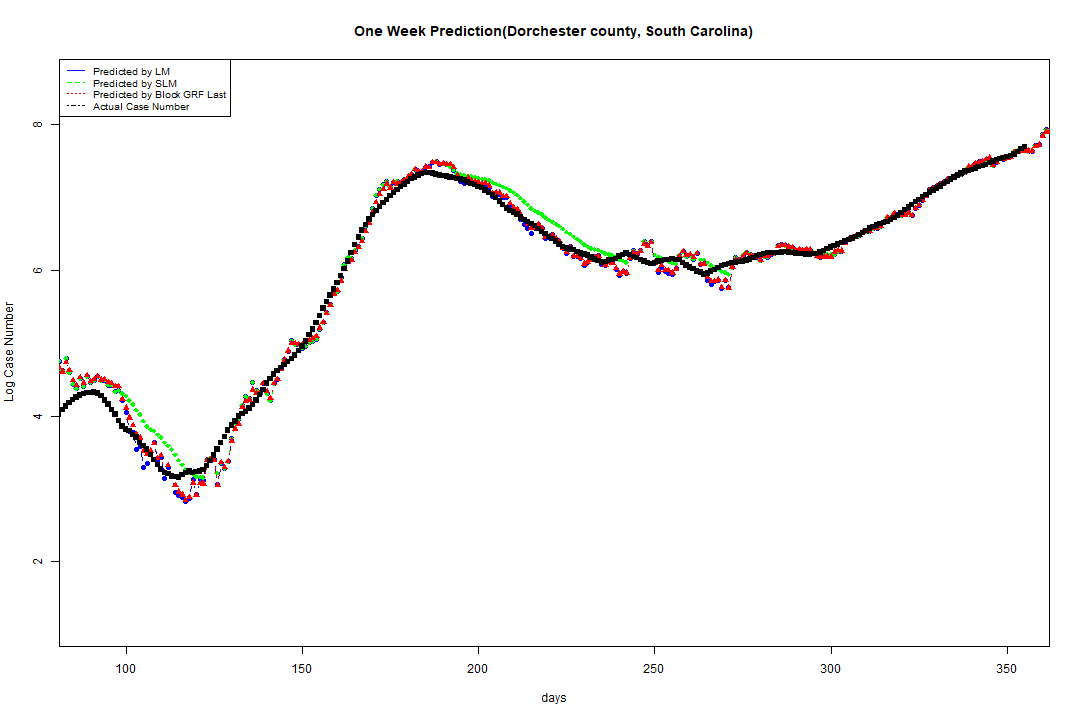 One Week Prediction(Dorchester county, South Carolina)
Predicted by LM
Predicted by SLM
Predicted by Block GRF Last
Actual Case Number
8
6
4
2
Log Case Number
100 150 200 250 300 350
days